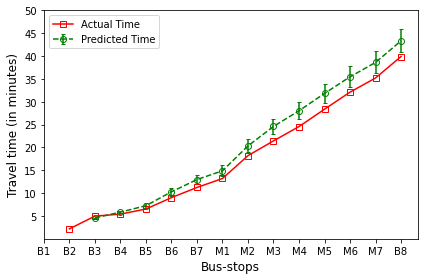 Actual Time
Predicted Time
Travel time (in minutes)
50
45
40
35
30
25
20
15
10
5
B1 B2 B3 B4 B5 B6 B7 M1 M2 M3 M4 M5 M6 M7 B8
Bus-stops